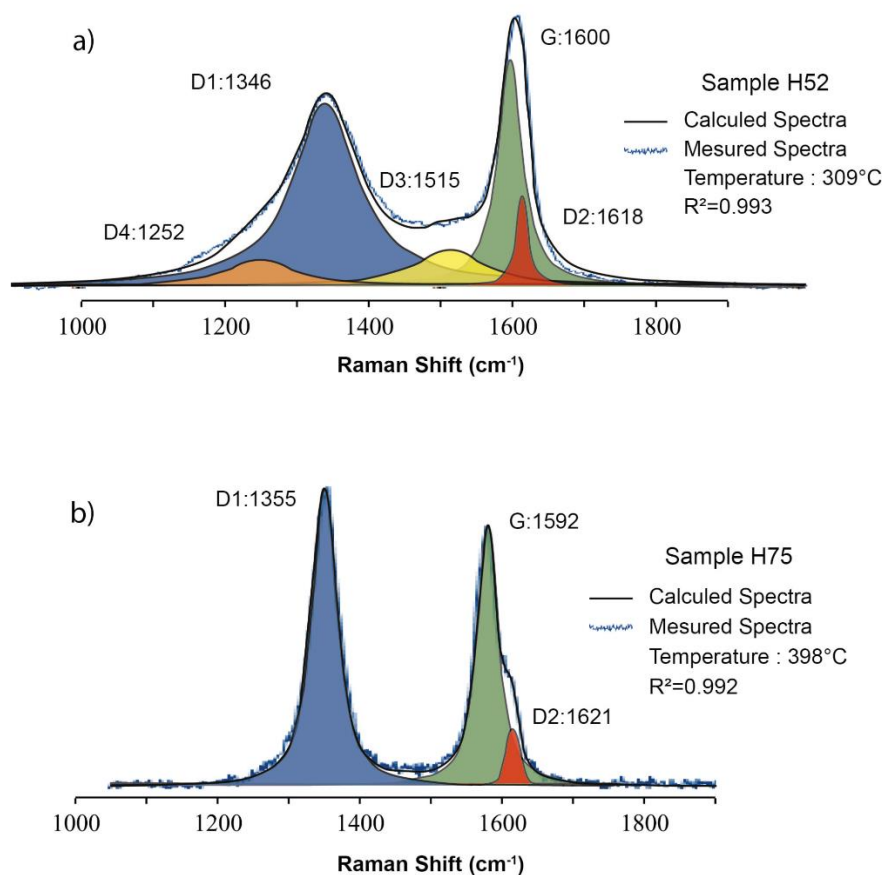 a)
G:1600
D1:1346
Sample H52
Calculed Spectra
Mesured Spectra
D3:1515
Temperature : 309°C
R²=0.993
D2:1618
D4:1252
1000 1200 1400 1600 1800
Raman Shift (cm⁻¹)
b)
D1:1355
G:1592
Sample H75
Calculed Spectra
Mesured Spectra
Temperature : 398°C
R²=0.992
D2:1621
1000 1200 1400 1600 1800
Raman Shift (cm⁻¹)